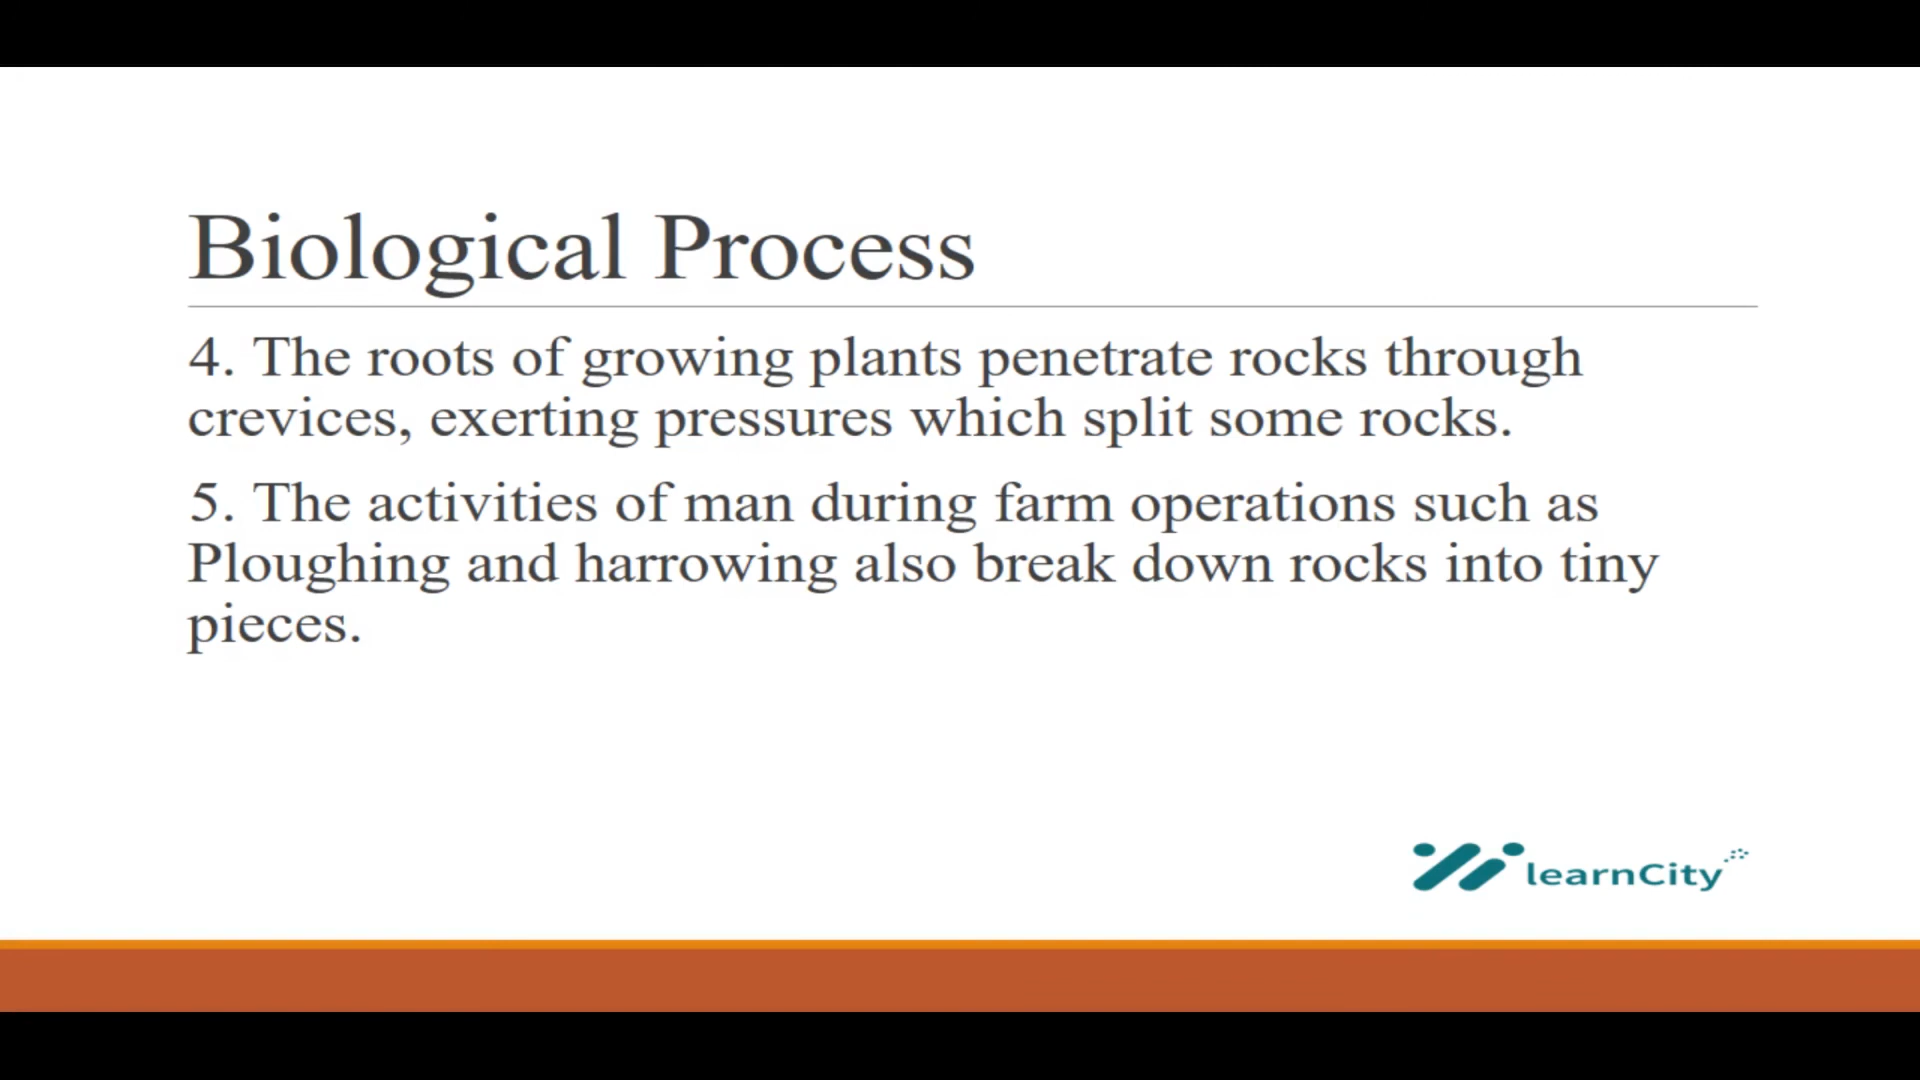 Biological Process
4. The roots of growing plants penetrate rocks through
crevices, exerting pressures which split some rocks.
5. The activities of man during farm operations such as
Ploughing and harrowing also break down rocks into tiny
pieces.
learnCity